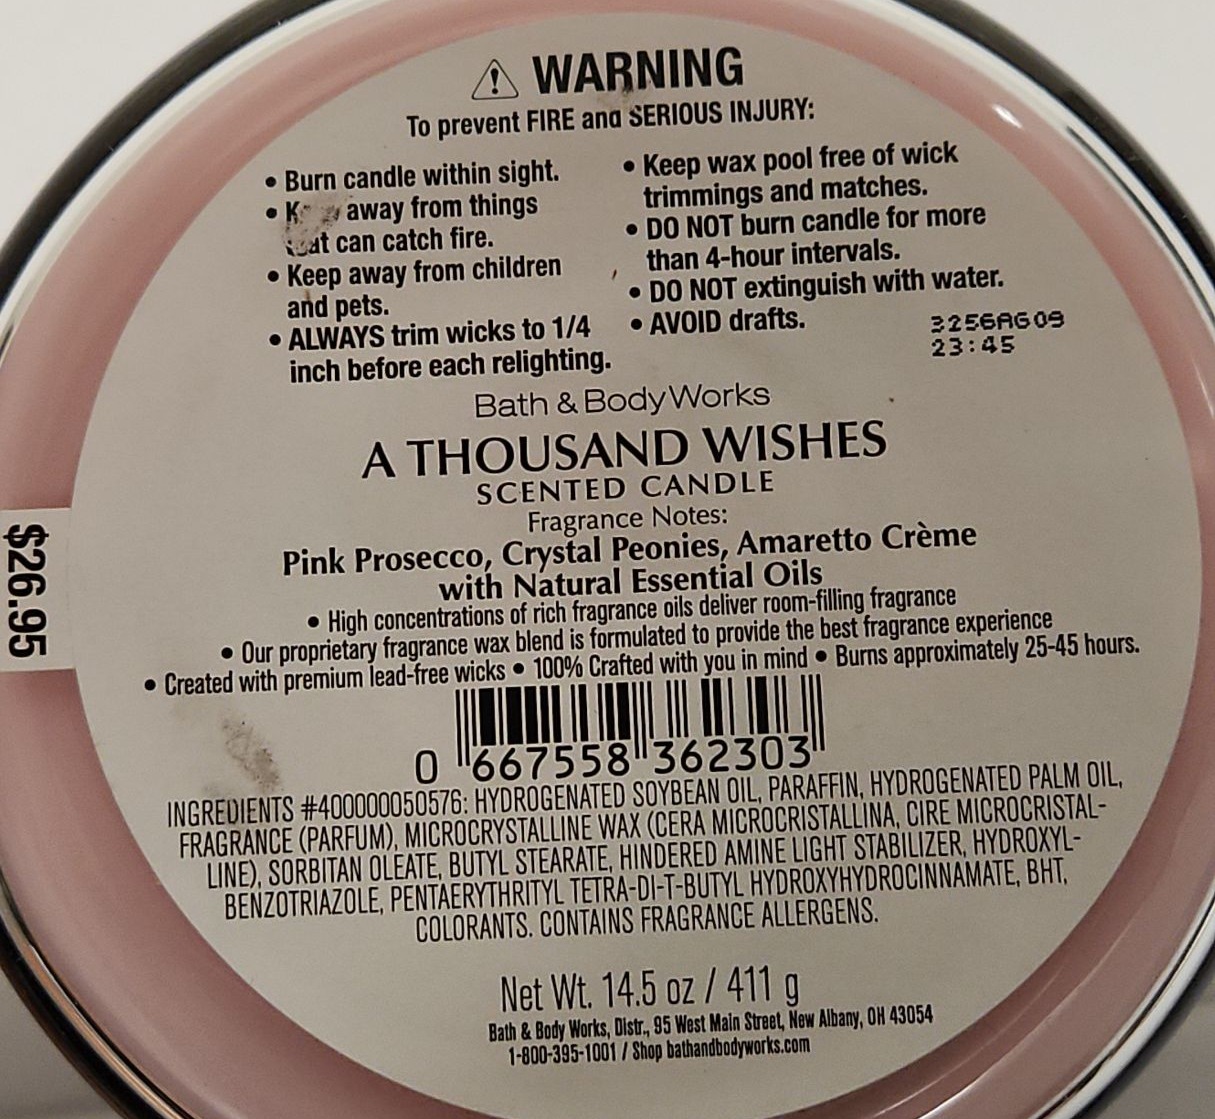 ⚠ WARNING
To prevent FIRE and SERIOUS INJURY:
• Burn candle within sight.
• away from things
can catch fire.
• Keep away from children
and pets.
• ALWAYS trim wicks to 1/4
inch before each relighting.
• Keep wax pool free of wick
trimmings and matches.
• DO NOT burn candle for more
than 4-hour intervals.
• DO NOT extinguish with water.
• AVOID drafts.
3256AG09
23:45
Bath & Body Works
A THOUSAND WISHES
SCENTED CANDLE
Fragrance Notes:
Pink Prosecco, Crystal Peonies, Amaretto Crème
with Natural Essential Oils
• High concentrations of rich fragrance oils deliver room-filling fragrance
• Our proprietary fragrance wax blend is formulated to provide the best fragrance experience
• Created with premium lead-free wicks • 100% Crafted with you in mind • Burns approximately 25-45 hours.
$26.95
0 667558 362303
INGREDIENTS #400000050576: HYDROGENATED SOYBEAN OIL, PARAFFIN, HYDROGENATED PALM OIL,
FRAGRANCE (PARFUM), MICROCRYSTALLINE WAX (CERA MICROCRISTALLINA, CIRE MICROCRISTAL-
LINE), SORBITAN OLEATE, BUTYL STEARATE, HINDERED AMINE LIGHT STABILIZER, HYDROXYL-
BENZOTRIAZOLE, PENTAERYTHRITYL TETRA-DI-T-BUTYL HYDROXYHYDROCINNAMATE, BHT,
COLORANTS. CONTAINS FRAGRANCE ALLERGENS.
Net Wt. 14.5 oz / 411 g
Bath & Body Works, Distr., 95 West Main Street, New Albany, OH 43054
1-800-395-1001 / Shop bathandbodyworks.com